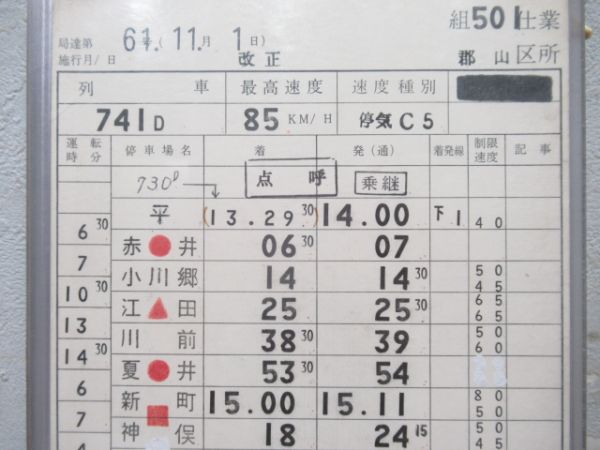 組501仕業
局達第 号( 61. 11.月 1日)
施行月/日 改正 郡山区所
列車 最高速度 速度種別
741D 85KM/H 停気C5
運転時分 停車場名 着 発(通) 着発線 制限速度 記事
730D 点呼 乗継
平 (13.29 30) 14.00 下1 40
6 30
赤井 06 30 07
7
小川郷 14 14 30 50 45
10 30
江田 25 25 30 65 65
13
川前 38 30 39 50 60
14 30
夏井 53 30 54
6
新町 15.00 15.11 80 50
7
神俣 18 24 15 50 45